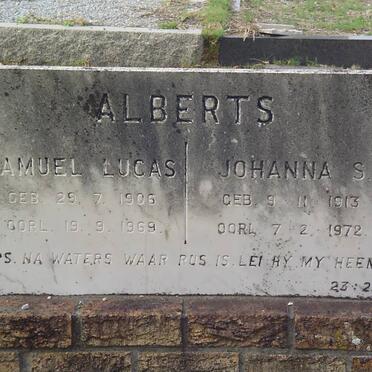 ALBERTS
AMUEL LUCAS JOHANNA S.
GEB. 29. 7. 1906 GEB. 9. 11. 1913
OORL. 19. 9. 1969. OORL. 7. 2. 1972
PS. NA WATERS WAAR RUS IS. LEI HY MY HEEN
23:2